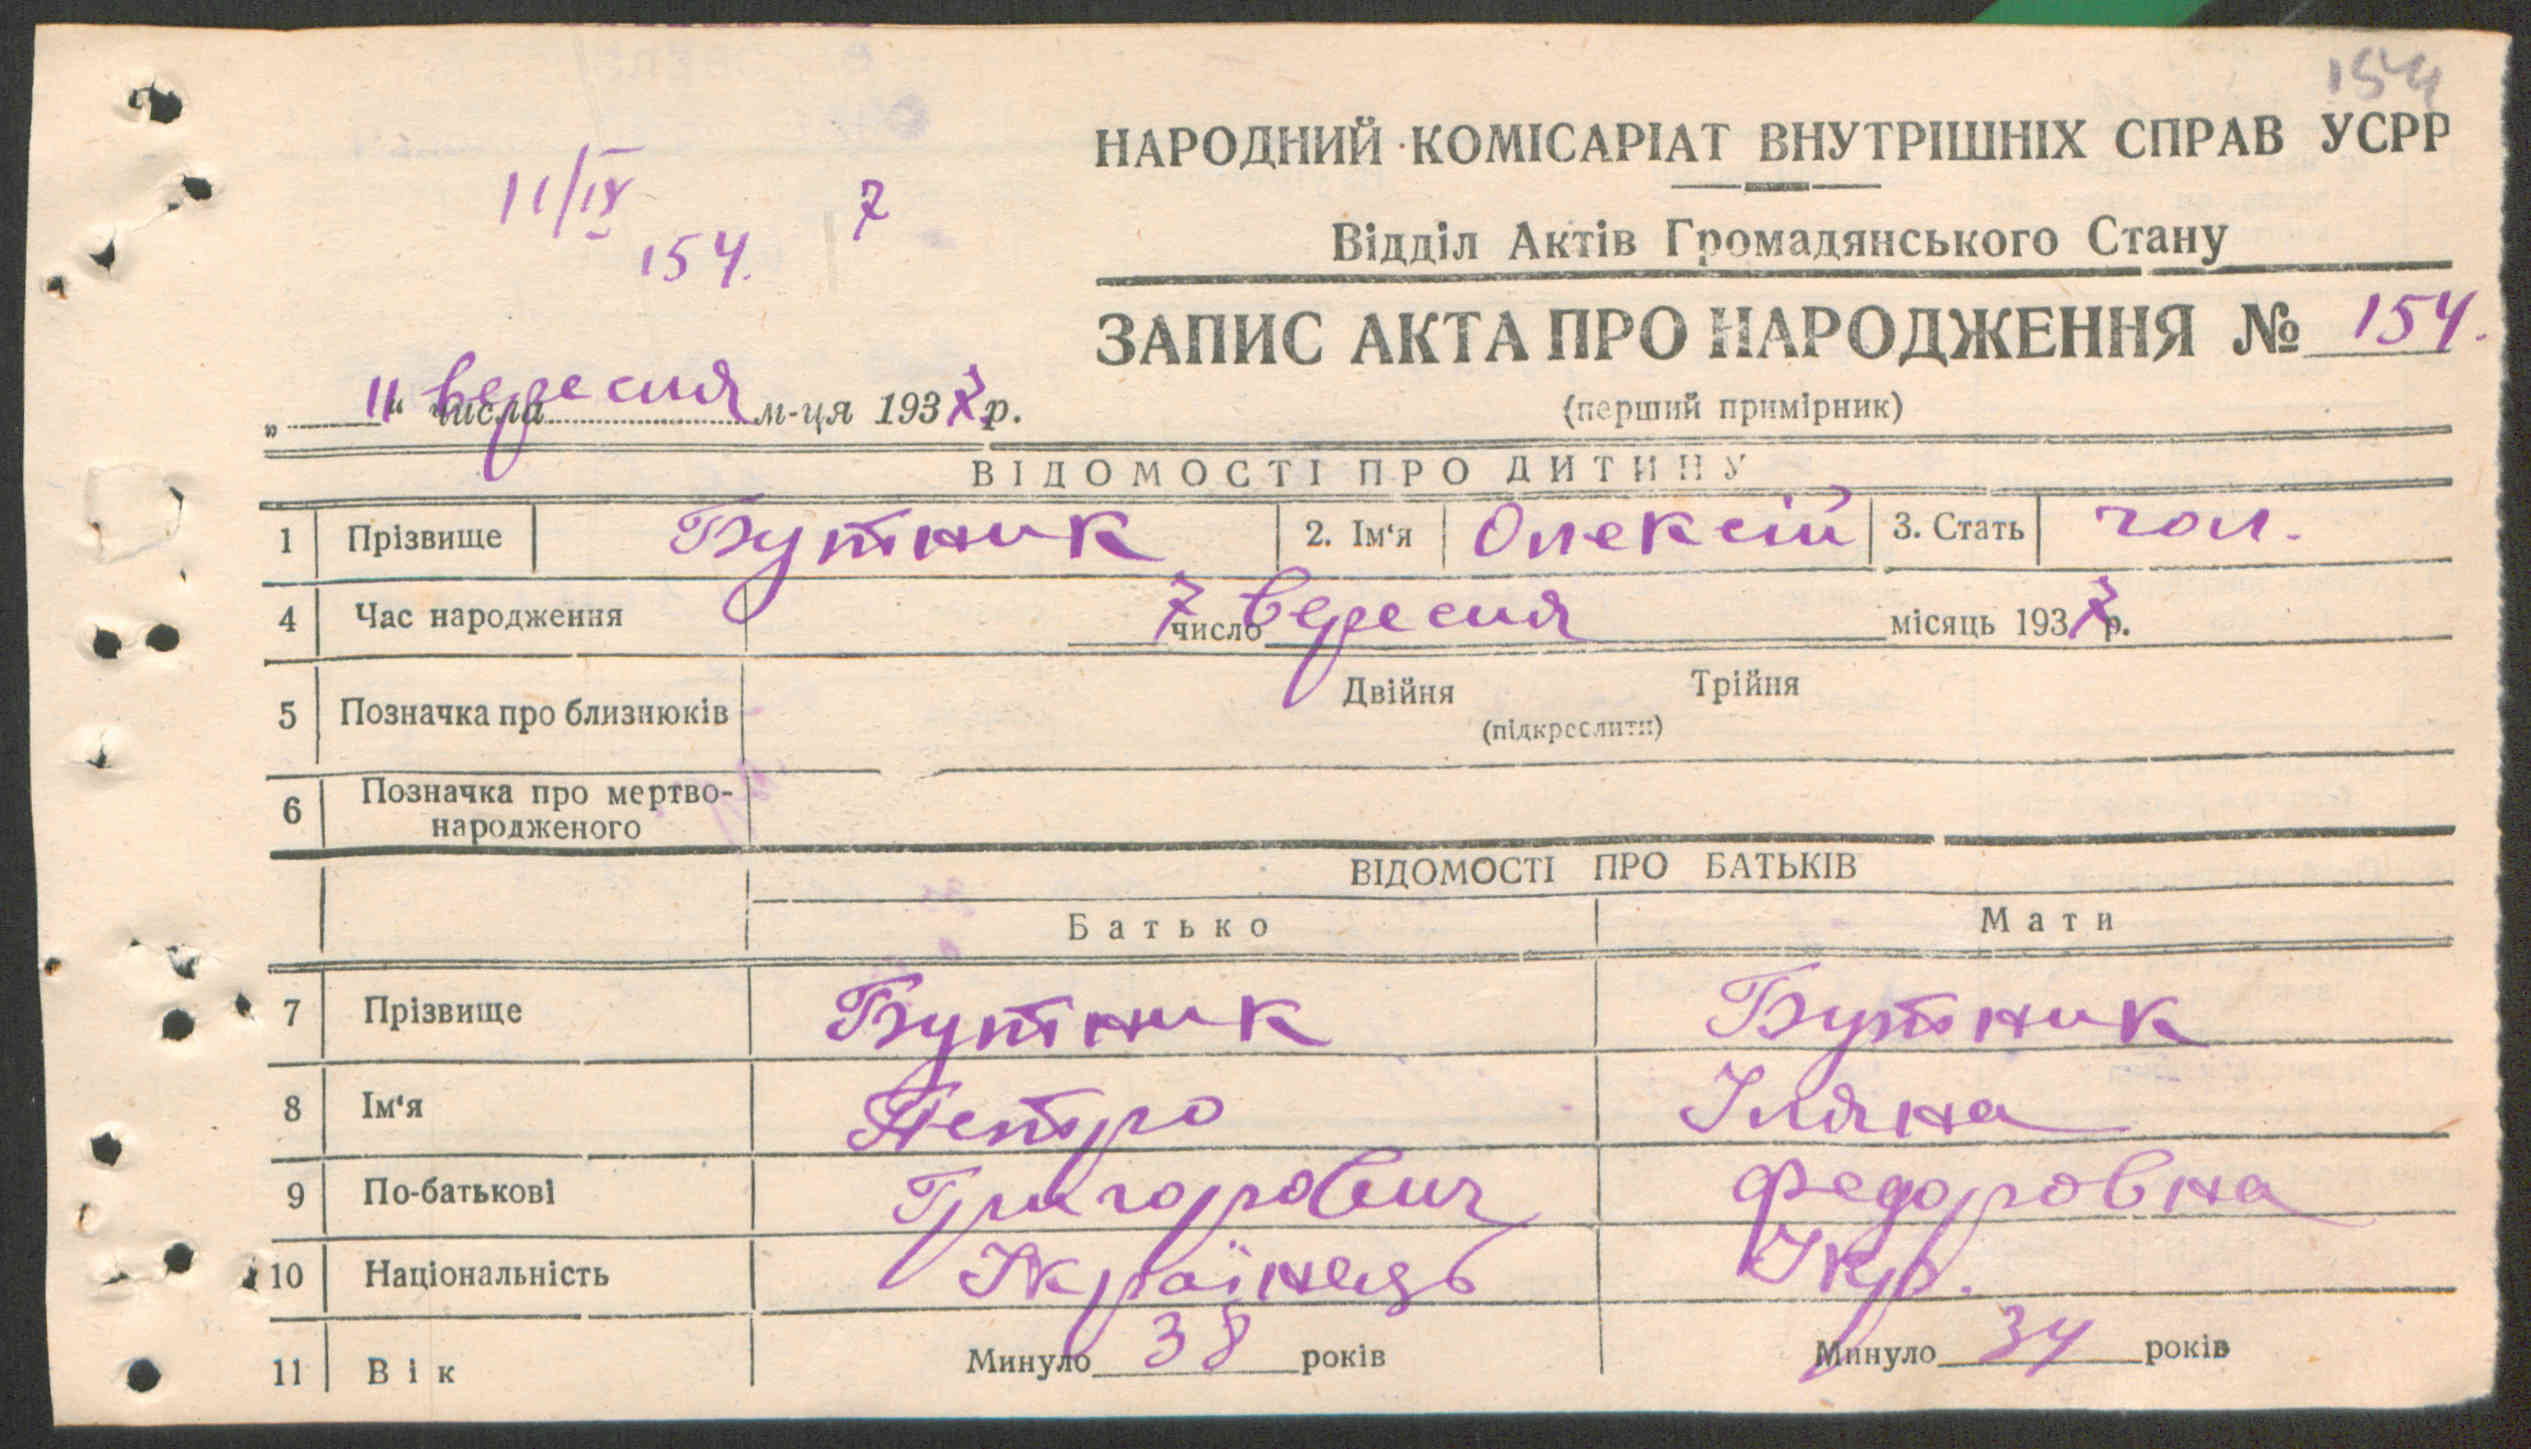 154
НАРОДНИЙ КОМІСАРІАТ ВНУТРІШНІХ СПРАВ УСРР
11/IX 7
154.
Відділ Актів Громадянського Стану
ЗАПИС АКТА ПРО НАРОДЖЕННЯ № 154.
„ 11 “ числа вересня м-ця 1937 р.
(перший примірник)
ВІДОМОСТІ ПРО ДИТИНУ
1 Прізвище Бутник 2. Ім‘я Олексій 3. Стать чол.
4 Час народження 7 число вересня місяць 1937 р.
5 Позначка про близнюків Двійня Трійня
(підкреслити)
6 Позначка про мертво-
народженого
ВІДОМОСТІ ПРО БАТЬКІВ
Батько Мати
7 Прізвище Бутник Бутник
8 Ім‘я Петро Уляна
9 По-батькові Григорович Федоровна
10 Національність Українець Укр.
11 Вік Минуло 38 років Минуло 34 років